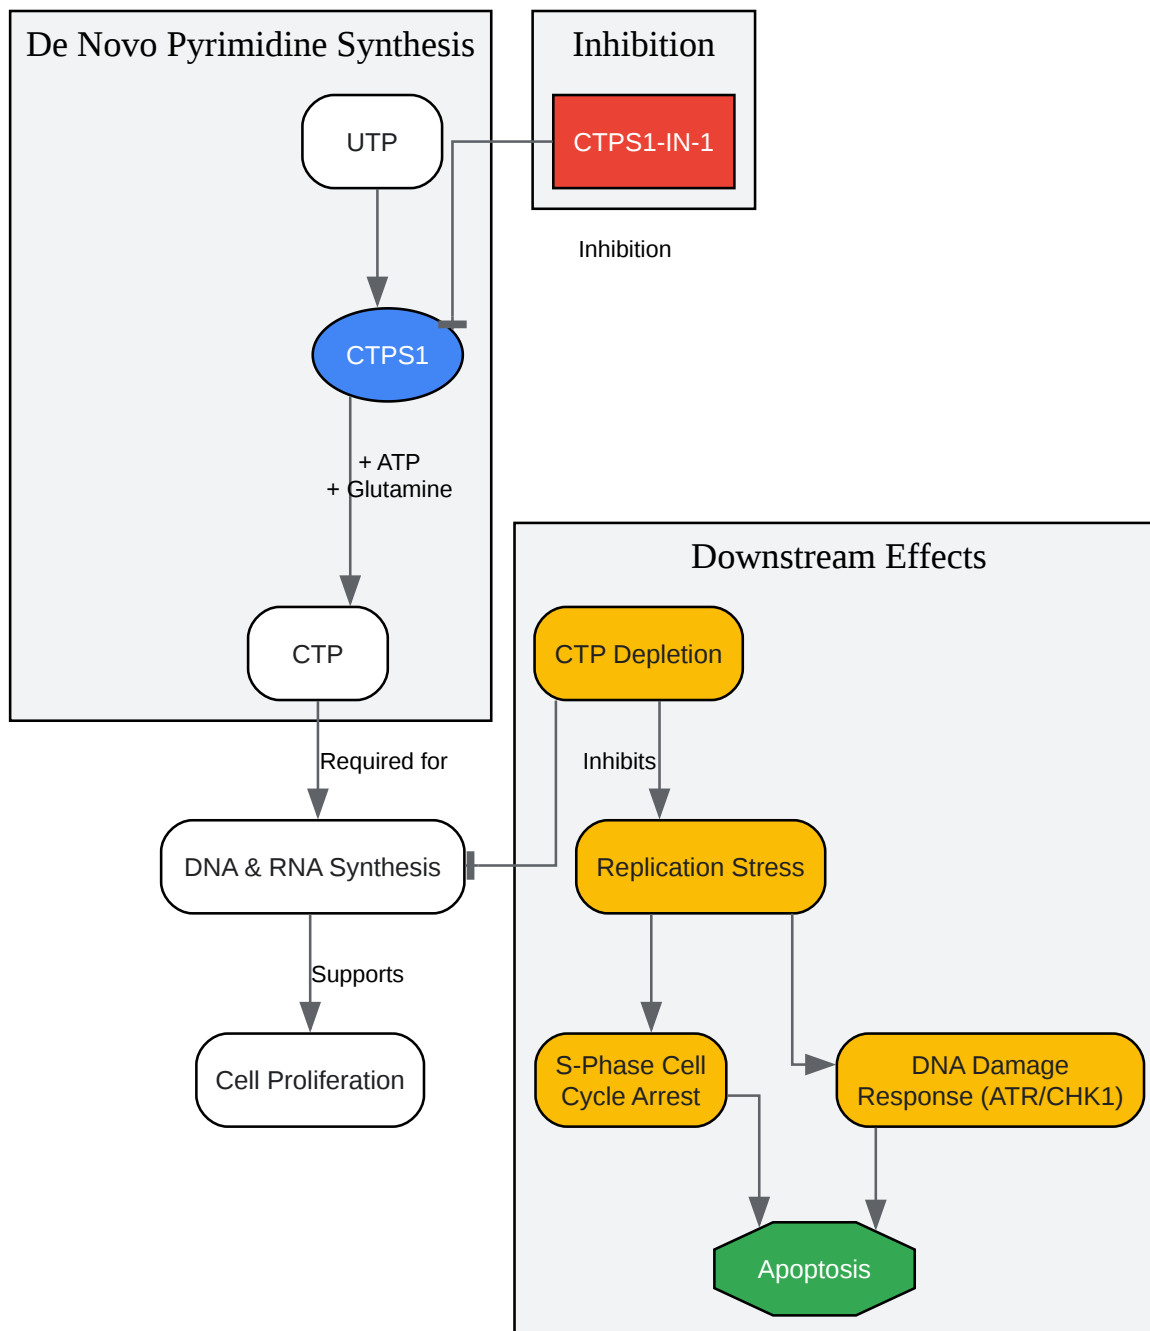 De Novo Pyrimidine Synthesis
Inhibition
UTP
CTPS1-IN-1
Inhibition
CTPS1
+ ATP
+ Glutamine
Downstream Effects
CTP
CTP Depletion
Required for
Inhibits
DNA & RNA Synthesis
Replication Stress
Supports
Cell Proliferation
S-Phase Cell
Cycle Arrest
DNA Damage
Response (ATR/CHK1)
Apoptosis